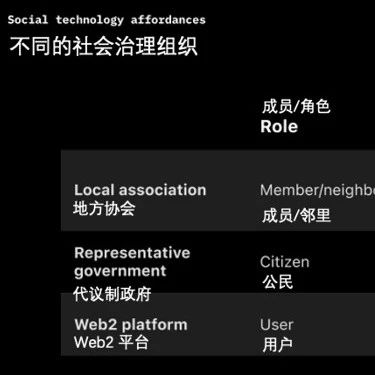 Social technology affordances
不同的社会治理组织
成员/角色
Role
Local association
地方协会
Member/neighb
成员/邻里
Representative
government
代议制政府
Citizen
公民
Web2 platform
Web2 平台
User
用户